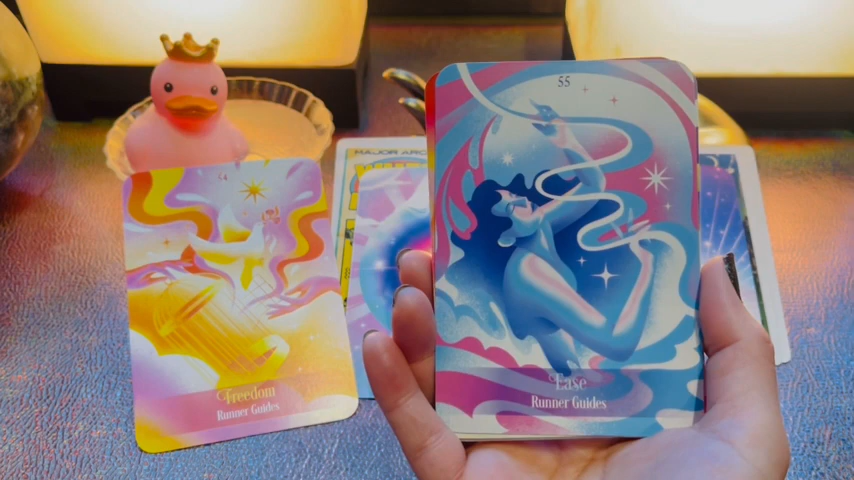 55
Ease
Runner Guides
Freedom
Runner Guides
MAJOR ARC